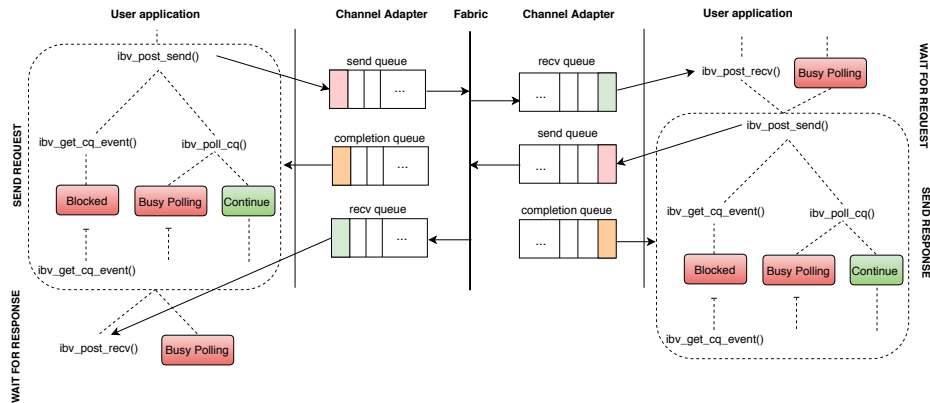 User application
Channel Adapter
Fabric
Channel Adapter
User application
SEND REQUEST
ibv_post_send()
ibv_get_cq_event()
ibv_poll_cq()
Blocked
Busy Polling
Continue
ibv_get_cq_event()
WAIT FOR RESPONSE
ibv_post_recv()
Busy Polling
send queue
...
completion queue
...
recv queue
...
recv queue
...
send queue
...
completion queue
...
WAIT FOR REQUEST
ibv_post_recv()
Busy Polling
SEND RESPONSE
ibv_post_send()
ibv_get_cq_event()
ibv_poll_cq()
Blocked
Busy Polling
Continue
ibv_get_cq_event()